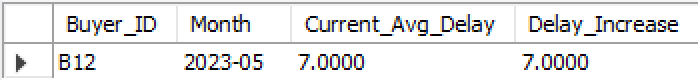 Buyer_ID Month Current_Avg_Delay Delay_Increase
B12 2023-05 7.0000 7.0000